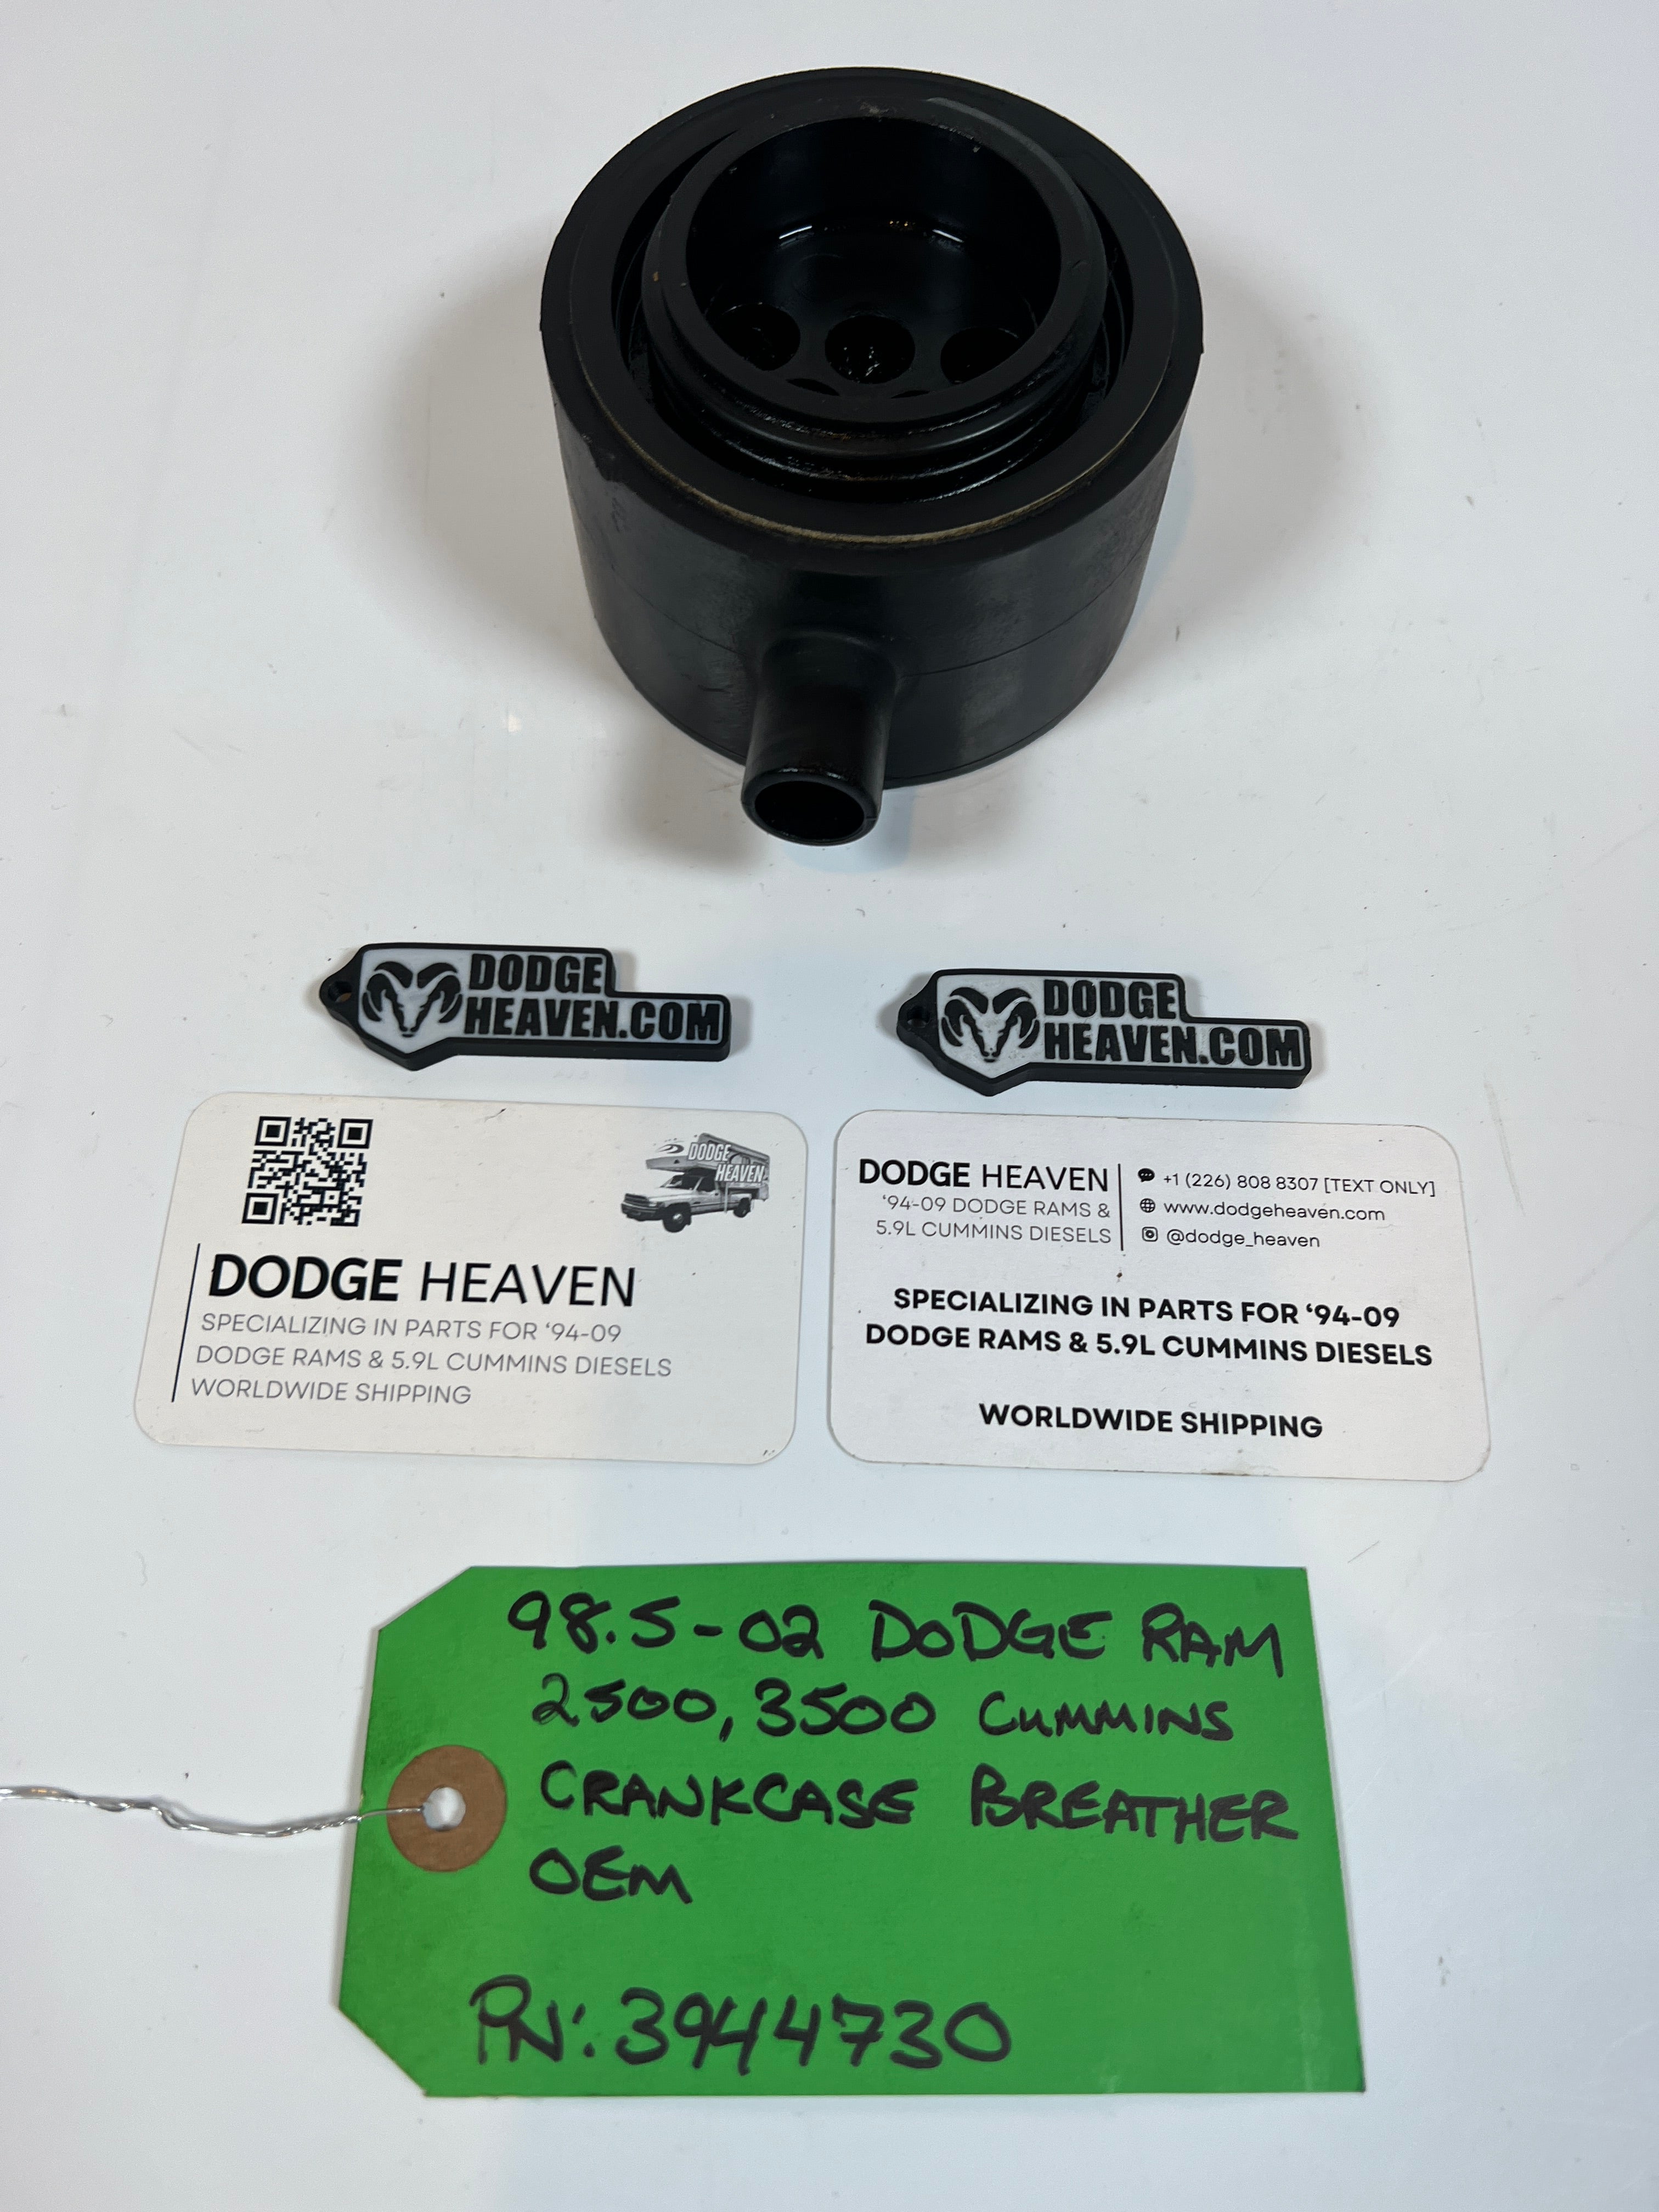 DODGE
HEAVEN.COM
DODGE
HEAVEN.COM
DODGE
HEAVEN
DODGE HEAVEN
SPECIALIZING IN PARTS FOR ‘94-09
DODGE RAMS & 5.9L CUMMINS DIESELS
WORLDWIDE SHIPPING
DODGE HEAVEN
‘94-09 DODGE RAMS &
5.9L CUMMINS DIESELS
+1 (226) 808 8307 [TEXT ONLY]
www.dodgeheaven.com
@dodge_heaven
SPECIALIZING IN PARTS FOR ‘94-09
DODGE RAMS & 5.9L CUMMINS DIESELS
WORLDWIDE SHIPPING
98.5-02 DODGE RAM
2500, 3500 CUMMINS
CRANKCASE BREATHER
OEM
PN: 3944730